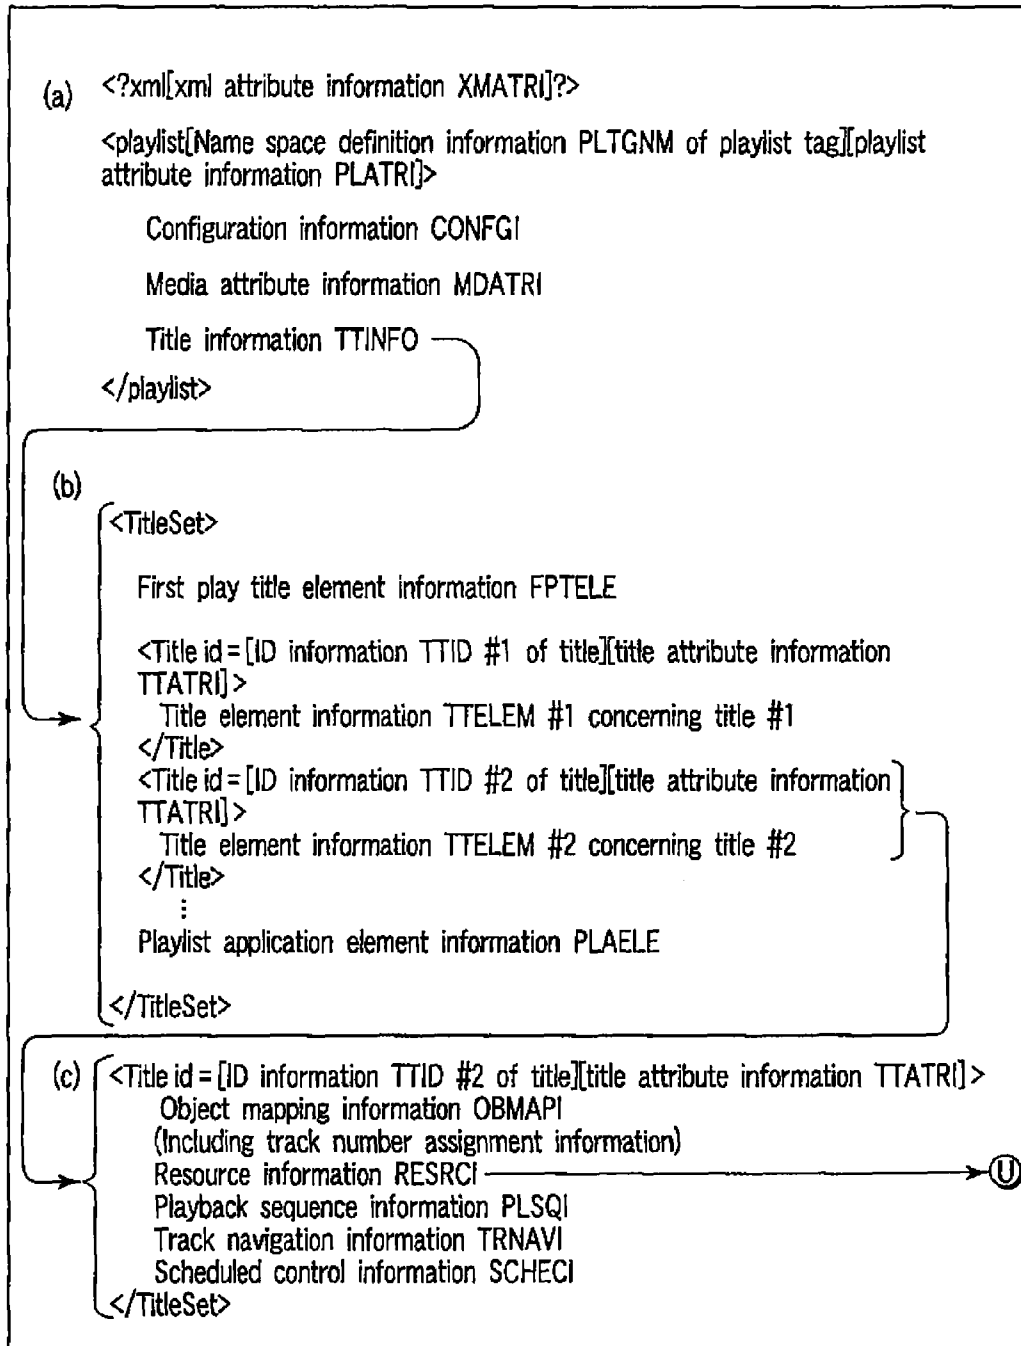 (a) <?xml[xml attribute information XMATRI]?>
<playlist[Name space definition information PLTGNM of playlist tag][playlist
attribute information PLATRI]>
Configuration information CONFGI
Media attribute information MDATRI
Title information TTINFO
</playlist>
(b)
<TitleSet>
First play title element information FPTELE
<Title id = [ID information TTID #1 of title][title attribute information
TTATRI] >
Title element information TTELEM #1 concerning title #1
</Title>
<Title id = [ID information TTID #2 of title][title attribute information
TTATRI] >
Title element information TTELEM #2 concerning title #2
</Title>
⋮
Playlist application element information PLAELE
</TitleSet>
(c) <Title id = [ID information TTID #2 of title][title attribute information TTATRI] >
Object mapping information OBMAPI
(Including track number assignment information)
Resource information RESRCI U
Playback sequence information PLSQI
Track navigation information TRNAVI
Scheduled control information SCHECI
</TitleSet>